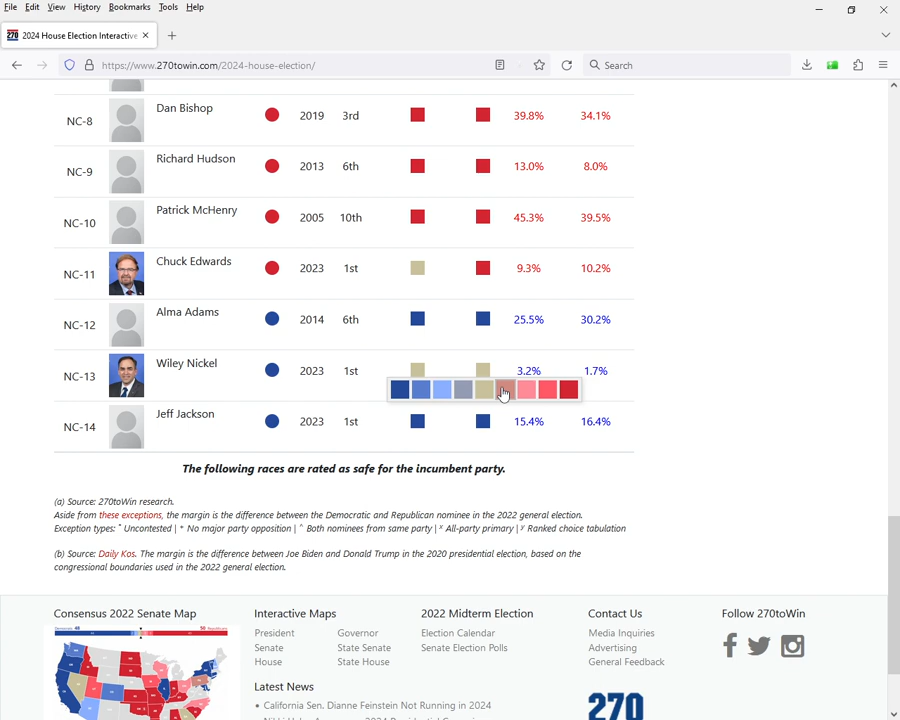 File Edit View History Bookmarks Tools Help
270 2024 House Election Interactive
https://www.270towin.com/2024-house-election/ Search
NC-8 Dan Bishop 2019 3rd 39.8% 34.1%
NC-9 Richard Hudson 2013 6th 13.0% 8.0%
NC-10 Patrick McHenry 2005 10th 45.3% 39.5%
NC-11 Chuck Edwards 2023 1st 9.3% 10.2%
NC-12 Alma Adams 2014 6th 25.5% 30.2%
NC-13 Wiley Nickel 2023 1st 3.2% 1.7%
NC-14 Jeff Jackson 2023 1st 15.4% 16.4%
The following races are rated as safe for the incumbent party.
(a) Source: 270toWin research.
Aside from these exceptions, the margin is the difference between the Democratic and Republican nominee in the 2022 general election.
Exception types: * Uncontested | + No major party opposition | ^ Both nominees from same party | x All-party primary | y Ranked choice tabulation
(b) Source: Daily Kos. The margin is the difference between Joe Biden and Donald Trump in the 2020 presidential election, based on the
congressional boundaries used in the 2022 general election.
Consensus 2022 Senate Map
Interactive Maps
President Governor
Senate State Senate
House State House
Latest News
• California Sen. Dianne Feinstein Not Running in 2024
2022 Midterm Election
Election Calendar
Senate Election Polls
Contact Us
Media Inquiries
Advertising
General Feedback
270
Follow 270toWin